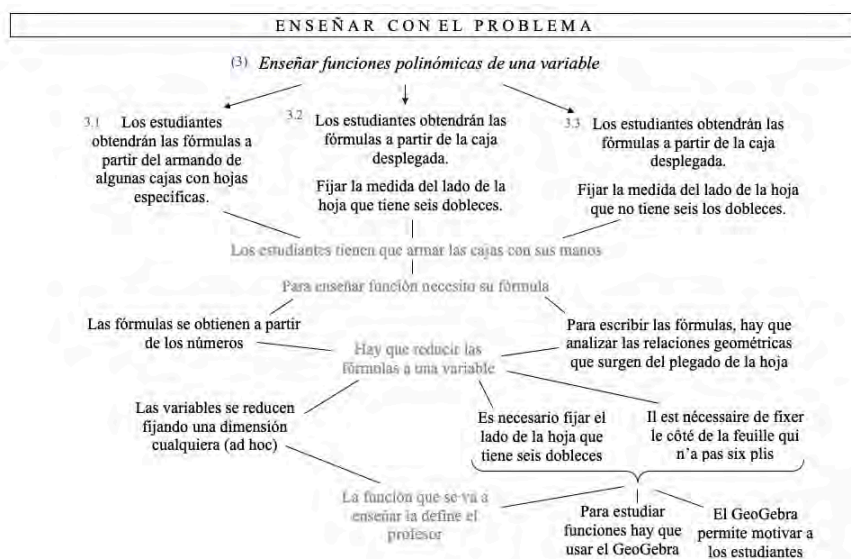 ENSEÑAR CON EL PROBLEMA
(3) Enseñar funciones polinómicas de una variable
3.1 Los estudiantes
obtendrán las fórmulas a
partir del armando de
algunas cajas con hojas
específicas.
3.2 Los estudiantes obtendrán las
fórmulas a partir de la caja
desplegada.
Fijar la medida del lado de la
hoja que tiene seis dobleces.
3.3 Los estudiantes obtendrán las
fórmulas a partir de la caja
desplegada.
Fijar la medida del lado de la hoja
que no tiene seis los dobleces.
Los estudiantes tienen que armar las cajas con sus manos
Para enseñar función necesito su fórmula
Las fórmulas se obtienen a partir
de los números
Hay que reducir las
fórmulas a una variable
Para escribir las fórmulas, hay que
analizar las relaciones geométricas
que surgen del plegado de la hoja
Las variables se reducen
fijando una dimensión
cualquiera (ad hoc)
Es necesario fijar el
lado de la hoja que
tiene seis dobleces
Il est nécessaire de fixer
le côté de la feuille qui
n'a pas six plis
La función que se va a
enseñar la define el
profesor
Para estudiar
funciones hay que
usar el GeoGebra
El GeoGebra
permite motivar a
los estudiantes